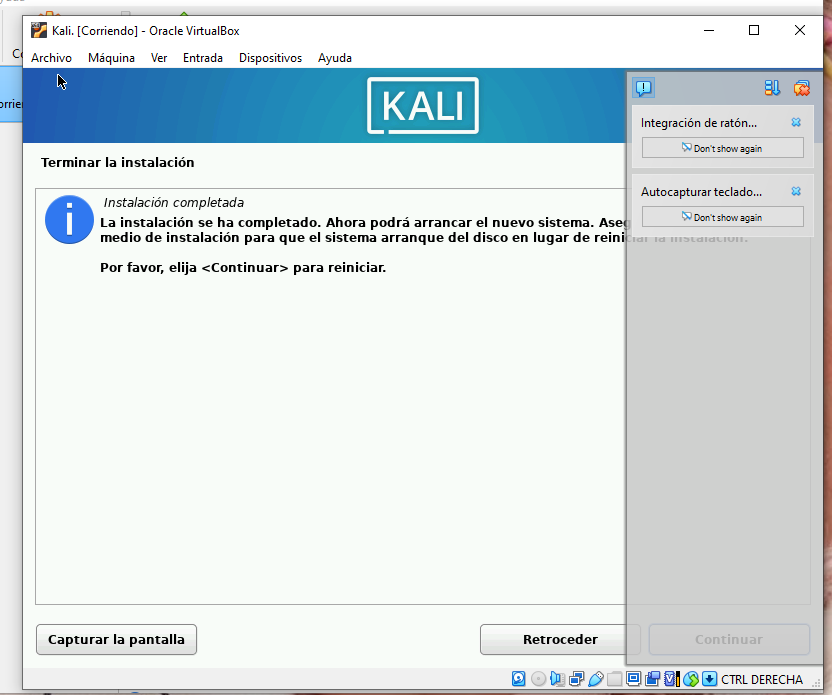 Kali. [Corriendo] - Oracle VirtualBox
Archivo Máquina Ver Entrada Dispositivos Ayuda
KALI
Integración de ratón...
Don't show again
Autocapturar teclado...
Don't show again
Terminar la instalación
Instalación completada
La instalación se ha completado. Ahora podrá arrancar el nuevo sistema. Aseg
medio de instalación para que el sistema arranque del disco en lugar de reiniciar la instalación.
Por favor, elija <Continuar> para reiniciar.
Capturar la pantalla Retroceder Continuar
CTRL DERECHA